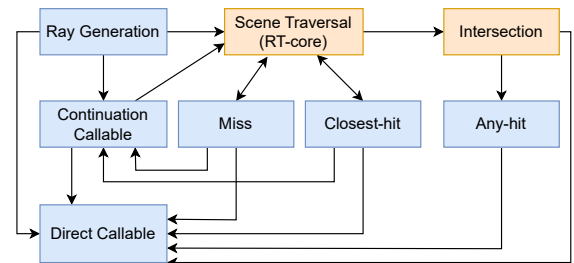 Ray Generation
Scene Traversal
(RT-core)
Intersection
Continuation
Callable
Miss
Closest-hit
Any-hit
Direct Callable